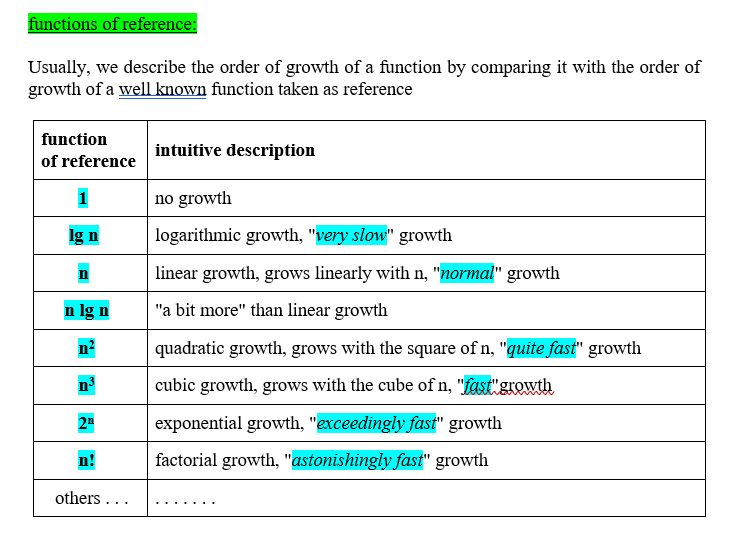 functions of reference:
Usually, we describe the order of growth of a function by comparing it with the order of
growth of a well known function taken as reference
function
of reference
intuitive description
1
no growth
lg n
logarithmic growth, "very slow" growth
n
linear growth, grows linearly with n, "normal" growth
n lg n
"a bit more" than linear growth
n²
quadratic growth, grows with the square of n, "quite fast" growth
n³
cubic growth, grows with the cube of n, "fast"growth
2ⁿ
exponential growth, "exceedingly fast" growth
n!
factorial growth, "astonishingly fast" growth
others . . .
. . . . . . .